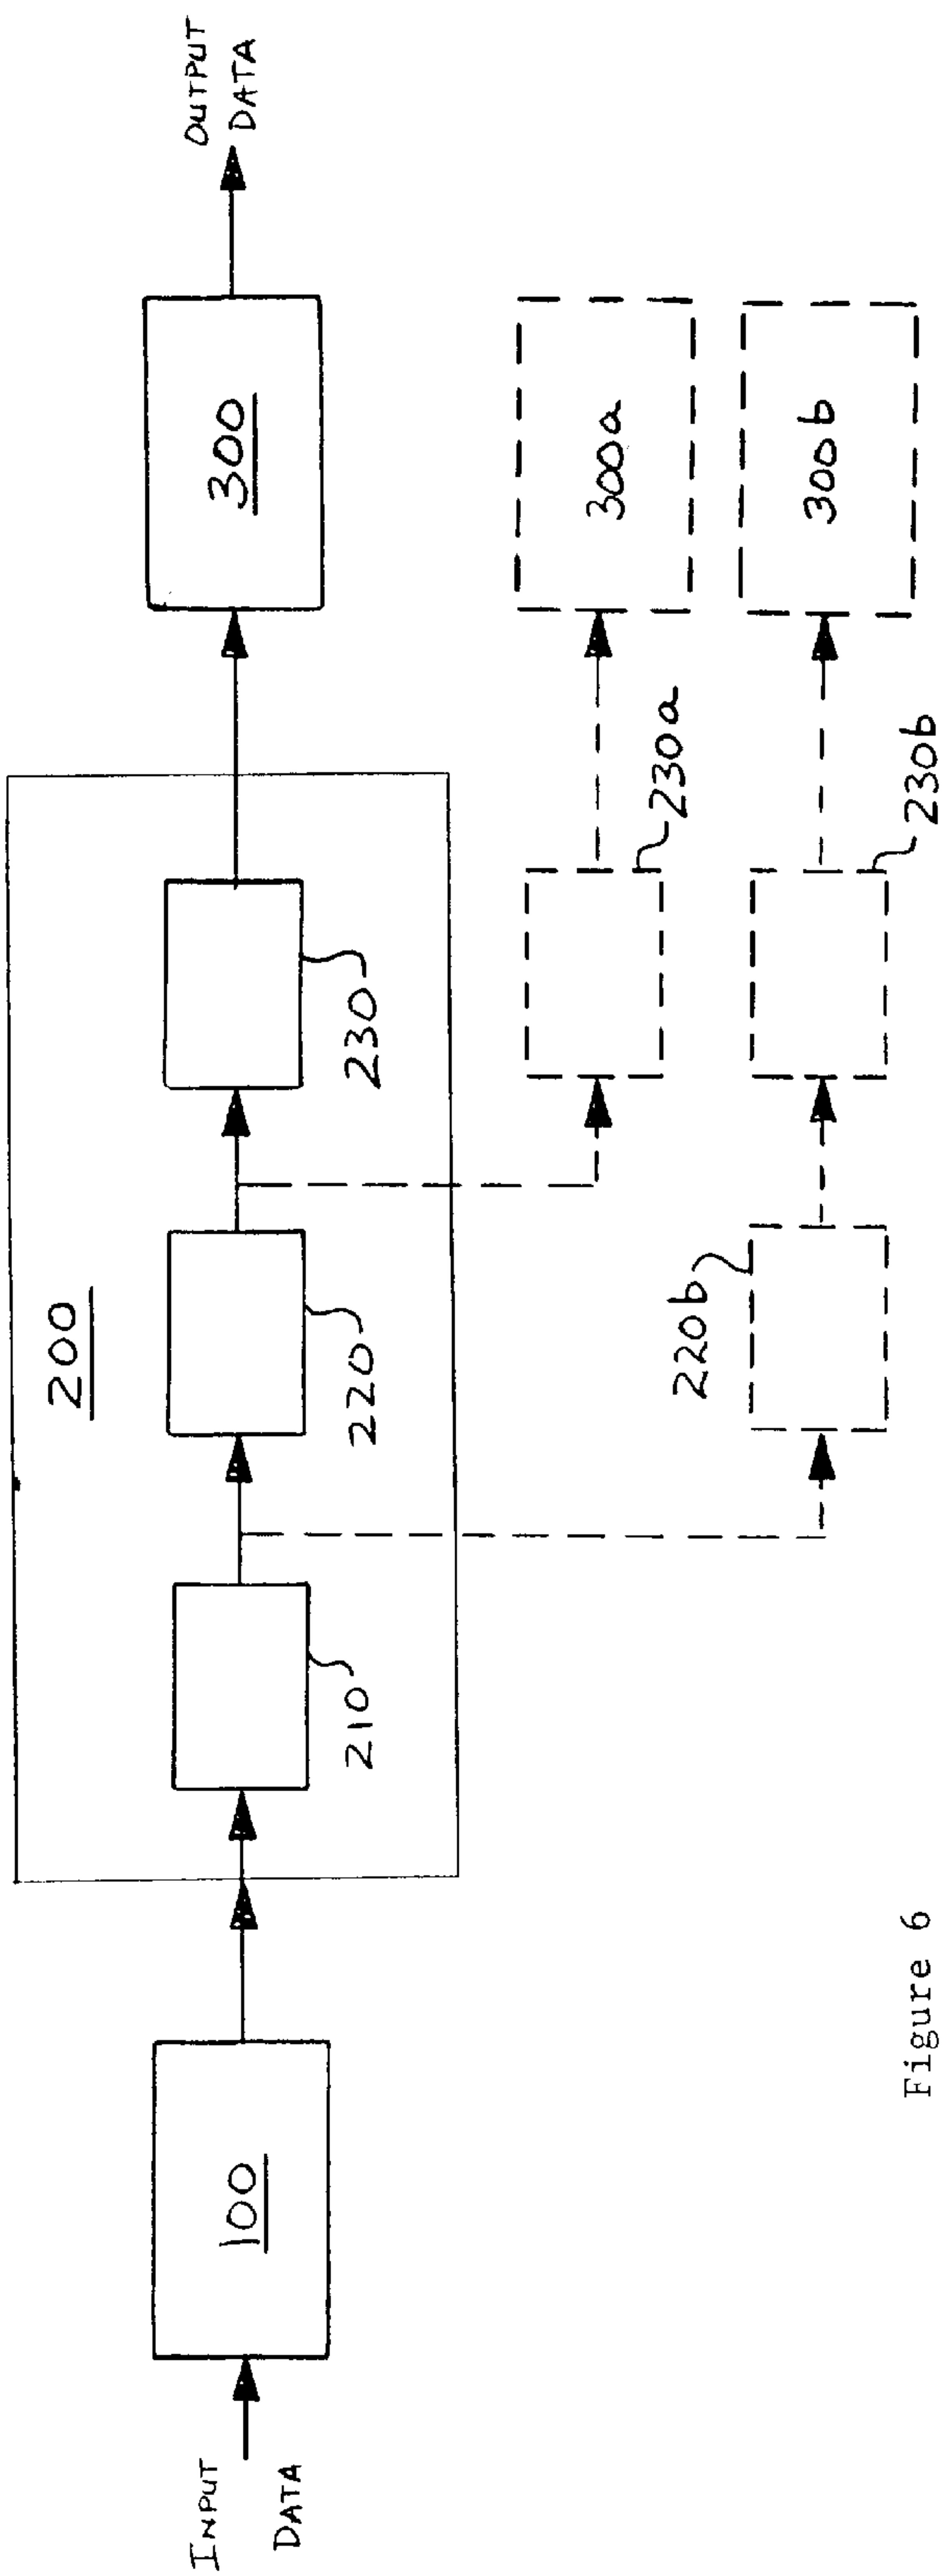 INPUT
DATA
100
200
210
220
230
300
OUTPUT
DATA
220b
230a
300a
230b
300b
Figure 6